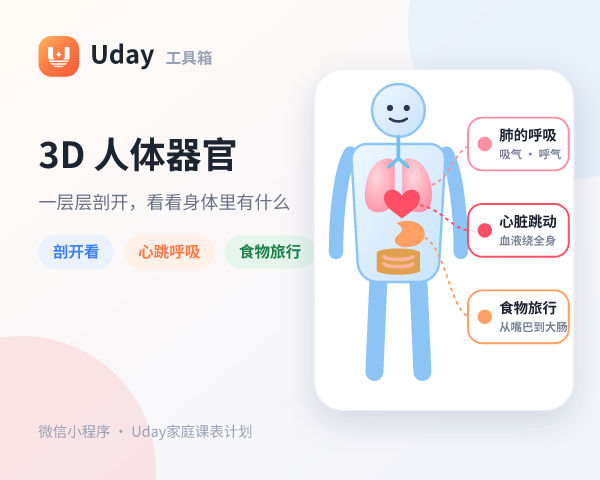 Uday 工具箱
3D 人体器官
一层层剖开，看看身体里有什么
剖开看 心跳呼吸 食物旅行
肺的呼吸
吸气 · 呼气
心脏跳动
血液绕全身
食物旅行
从嘴巴到大肠
微信小程序 · Uday家庭课表计划